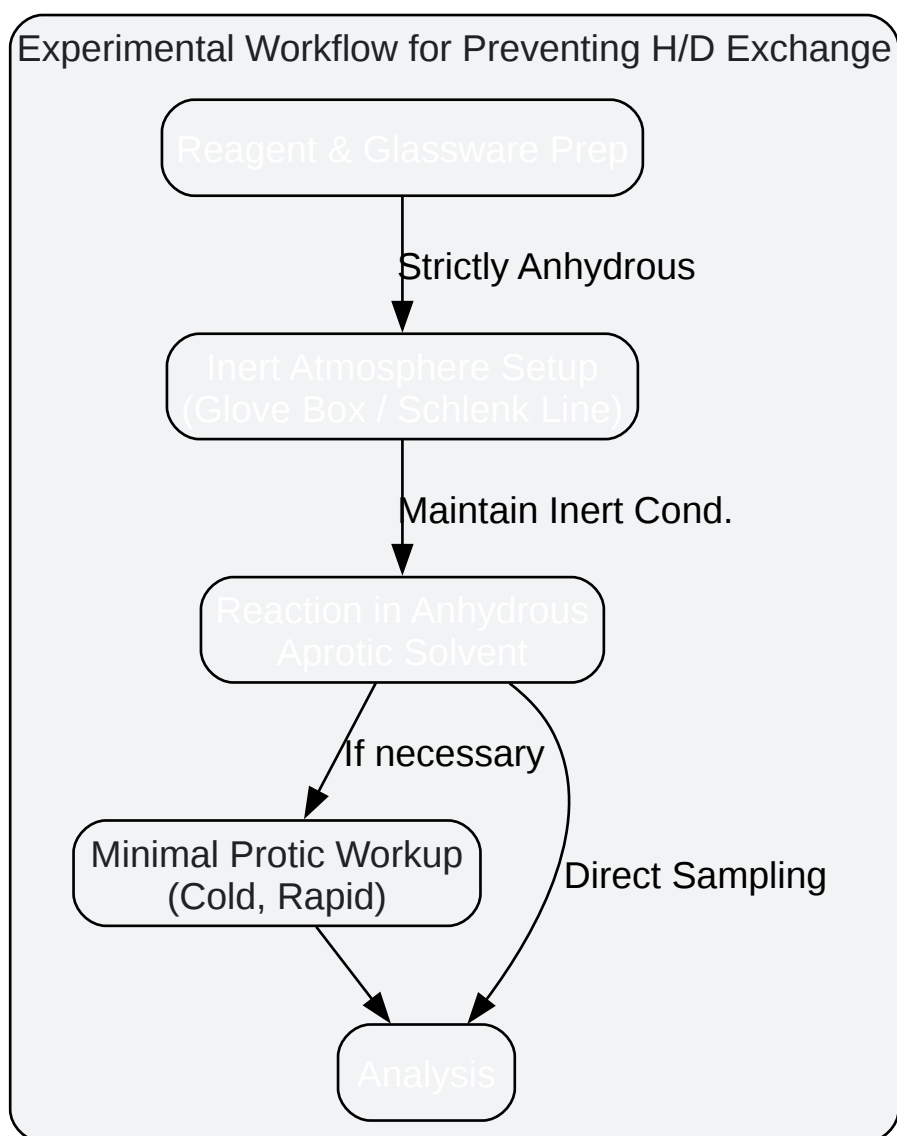 Experimental Workflow for Preventing H/D Exchange
Reagent & Glassware Prep
Strictly Anhydrous
Inert Atmosphere Setup
(Glove Box / Schlenk Line)
Maintain Inert Cond.
Reaction in Anhydrous
Aprotic Solvent
If necessary
Minimal Protic Workup
(Cold, Rapid)
Direct Sampling
Analysis